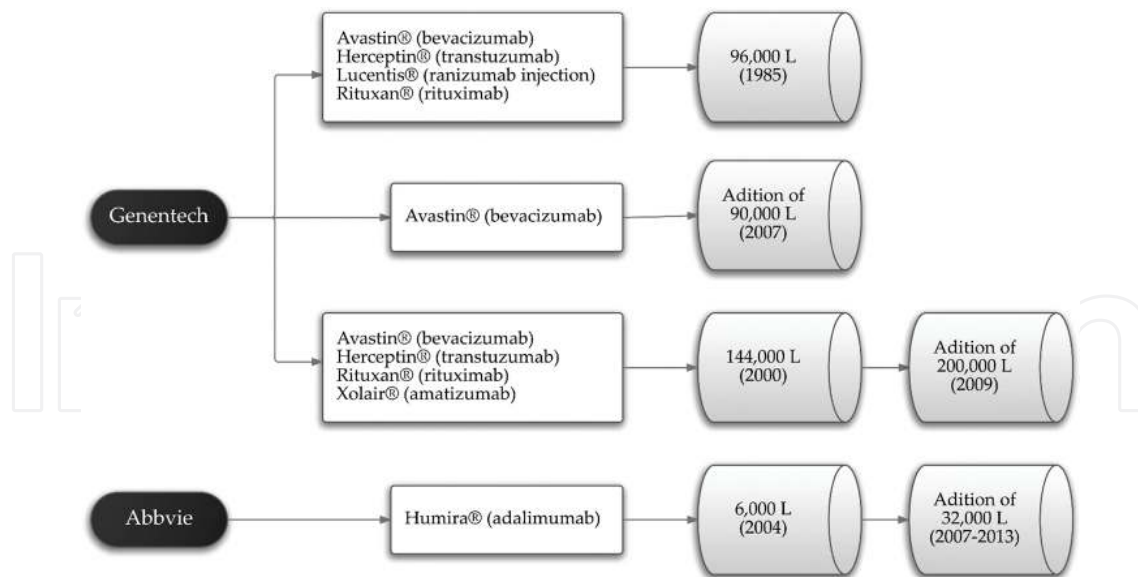 Avastin® (bevacizumab)
Herceptin® (transtuzumab)
Lucentis® (ranizumab injection)
Rituxan® (rituximab)
96,000 L
(1985)
Genentech
Avastin® (bevacizumab)
Adition of
90,000 L
(2007)
Avastin® (bevacizumab)
Herceptin® (transtuzumab)
Rituxan® (rituximab)
Xolair® (amatizumab)
144,000 L
(2000)
Adition of
200,000 L
(2009)
Abbvie
Humira® (adalimumab)
6,000 L
(2004)
Adition of
32,000 L
(2007-2013)